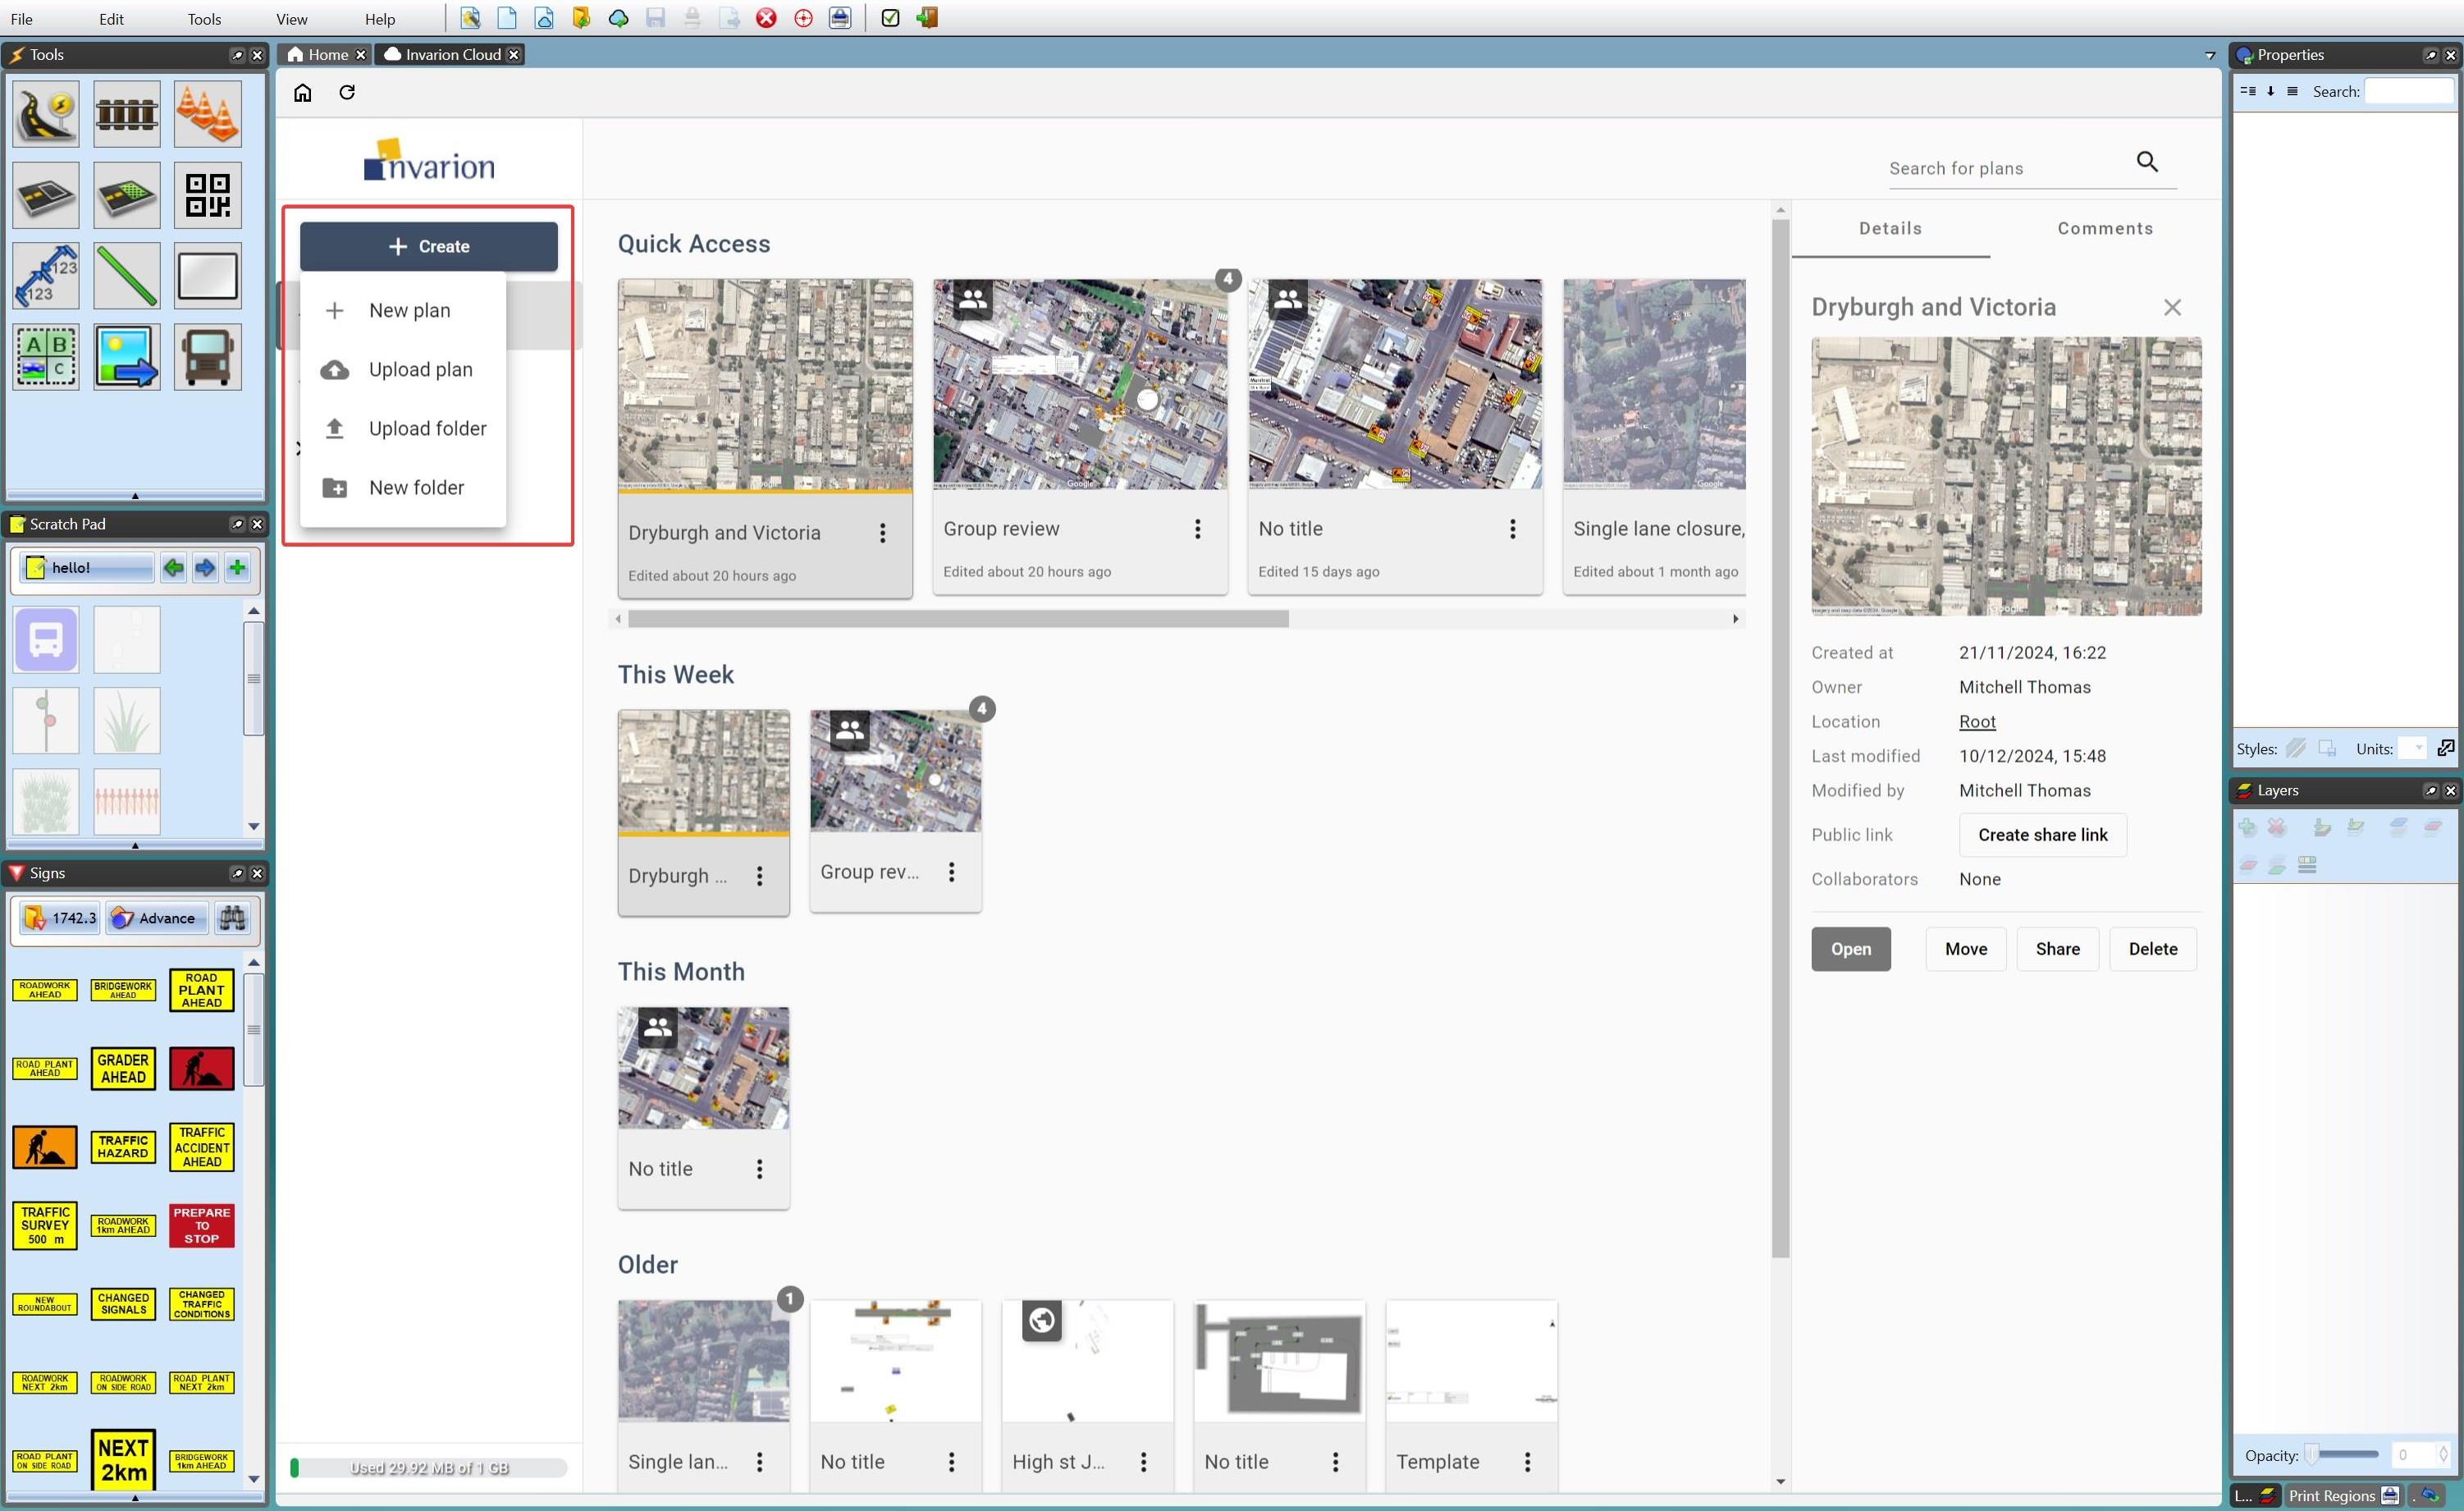 File Edit Tools View Help
Tools
Home
Invarion Cloud
Properties
Search:
invarion
Search for plans
Create
New plan
Upload plan
Upload folder
New folder
Quick Access
4
Dryburgh and Victoria
Edited about 20 hours ago
Group review
Edited about 20 hours ago
No title
Edited 15 days ago
Single lane closure,
Edited about 1 month ago
This Week
4
Dryburgh ...
Group rev...
This Month
No title
Older
1
Single lan...
No title
High st J...
No title
Template
Used 29.92 MB of 1 GB
Details
Comments
Dryburgh and Victoria
Google
Created at 21/11/2024, 16:22
Owner Mitchell Thomas
Location Root
Last modified 10/12/2024, 15:48
Modified by Mitchell Thomas
Public link Create share link
Collaborators None
Open Move Share Delete
123
123
A B
C
Scratch Pad
hello!
Signs
1742.3
Advance
ROADWORK
AHEAD
BRIDGEWORK
AHEAD
ROAD
PLANT
AHEAD
ROAD PLANT
AHEAD
GRADER
AHEAD
TRAFFIC
HAZARD
TRAFFIC
ACCIDENT
AHEAD
TRAFFIC
SURVEY
500 m
ROADWORK
1km AHEAD
PREPARE
TO
STOP
NEW
ROUNDABOUT
CHANGED
SIGNALS
CHANGED
TRAFFIC
CONDITIONS
ROADWORK
NEXT 2km
ROADWORK
ON SIDE ROAD
ROAD PLANT
NEXT 2km
ROAD PLANT
ON SIDE ROAD
NEXT
2km
BRIDGEWORK
1km AHEAD
Styles:
Units:
Layers
Opacity:
0
L...
Print Regions